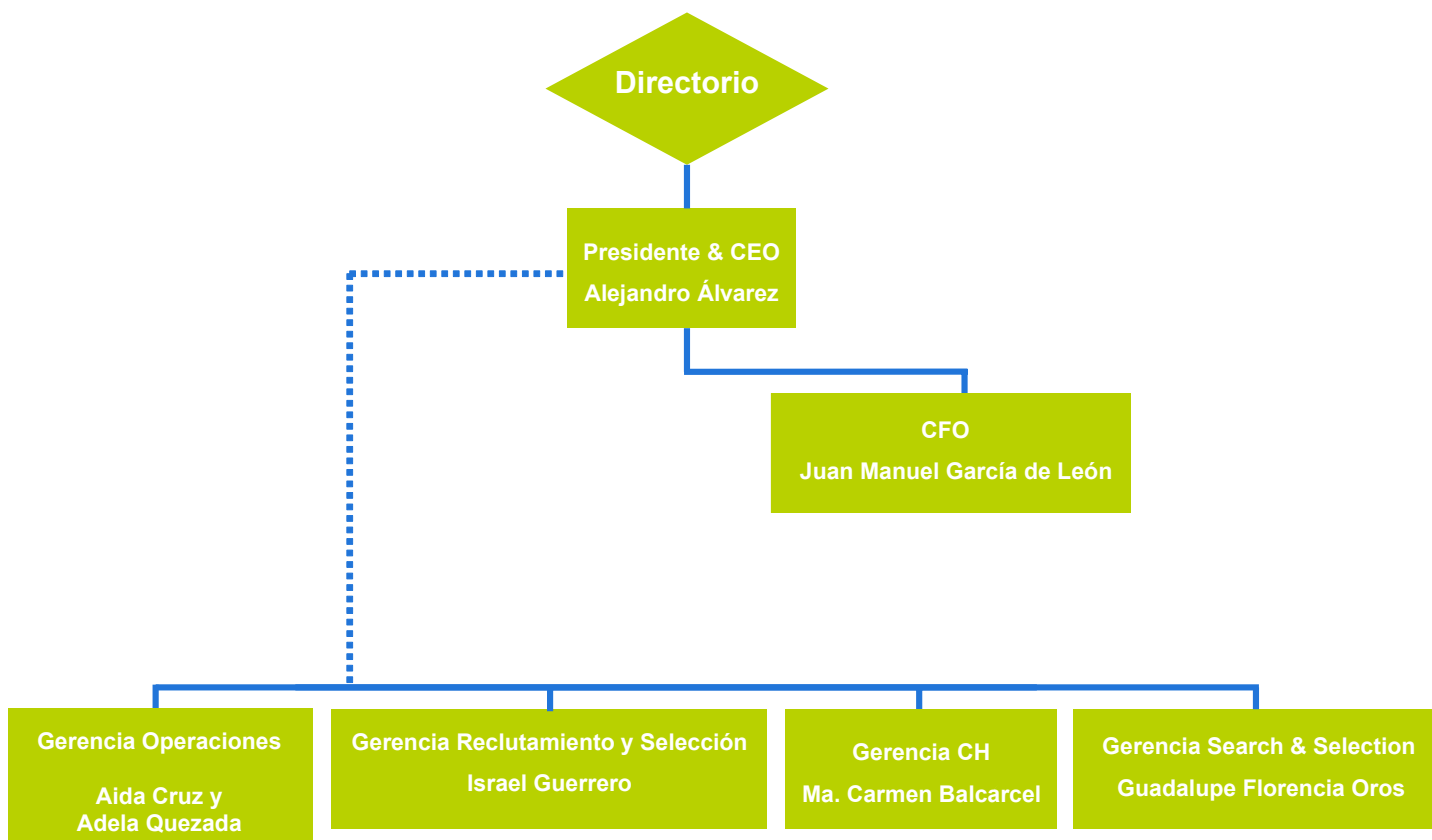 Directorio
Presidente & CEO
Alejandro Álvarez
CFO
Juan Manuel García de León
Gerencia Operaciones
Aida Cruz y
Adela Quezada
Gerencia Reclutamiento y Selección
Israel Guerrero
Gerencia CH
Ma. Carmen Balcarcel
Gerencia Search & Selection
Guadalupe Florencia Oros